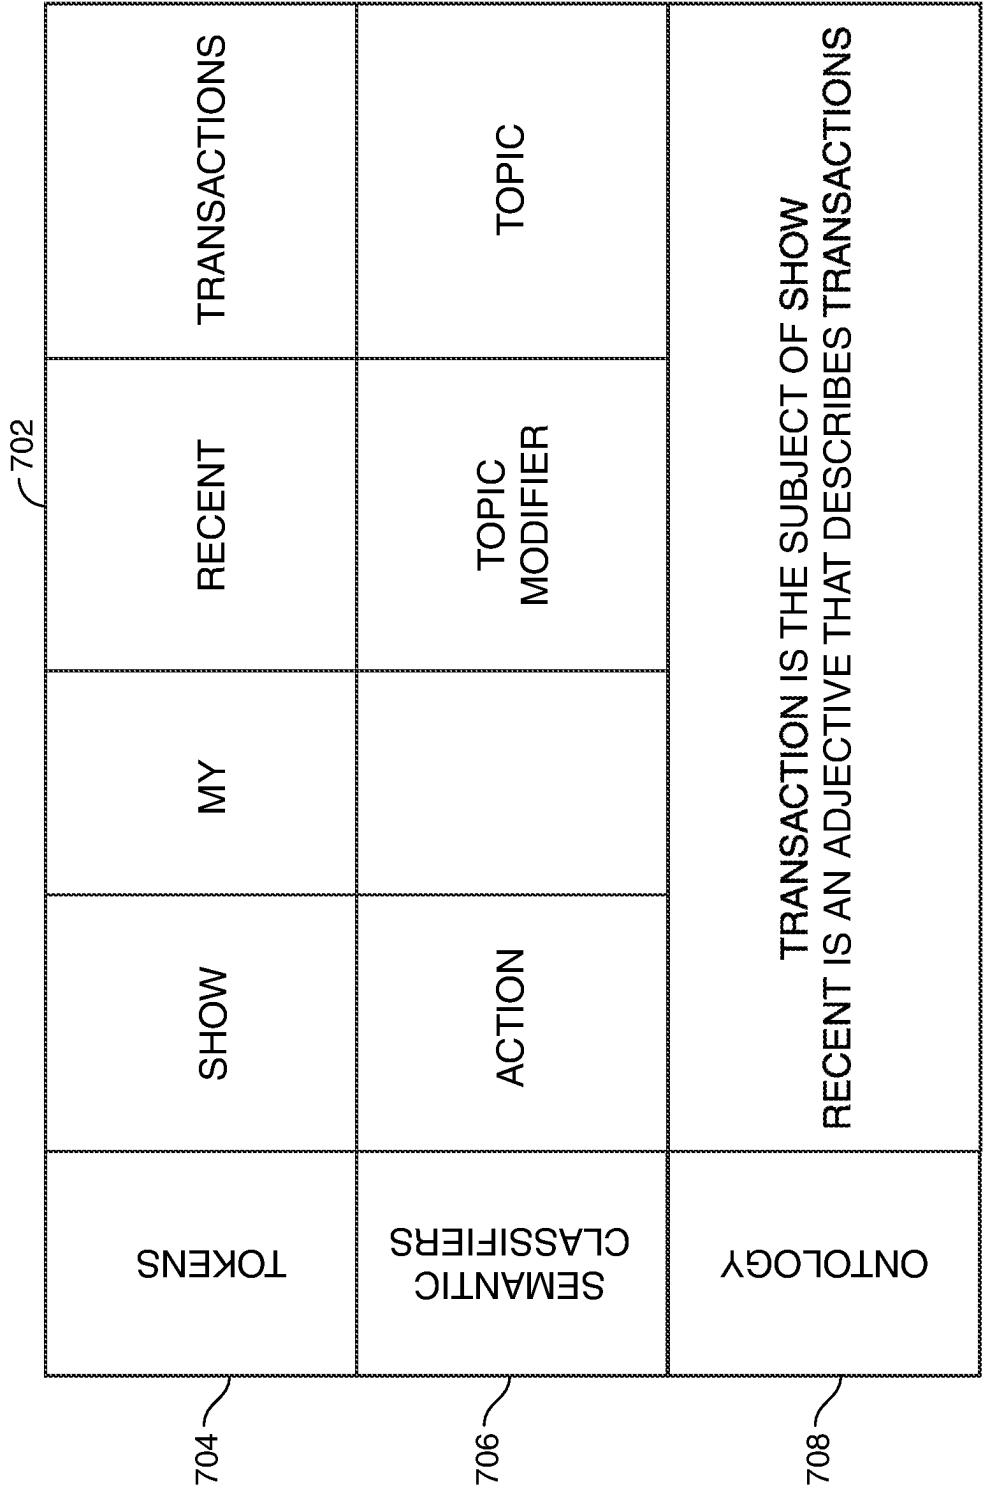 702
704
TOKENS
SHOW
MY
RECENT
TRANSACTIONS
706
SEMANTIC
CLASSIFIERS
ACTION
TOPIC
MODIFIER
TOPIC
708
ONTOLOGY
TRANSACTION IS THE SUBJECT OF SHOW
RECENT IS AN ADJECTIVE THAT DESCRIBES TRANSACTIONS